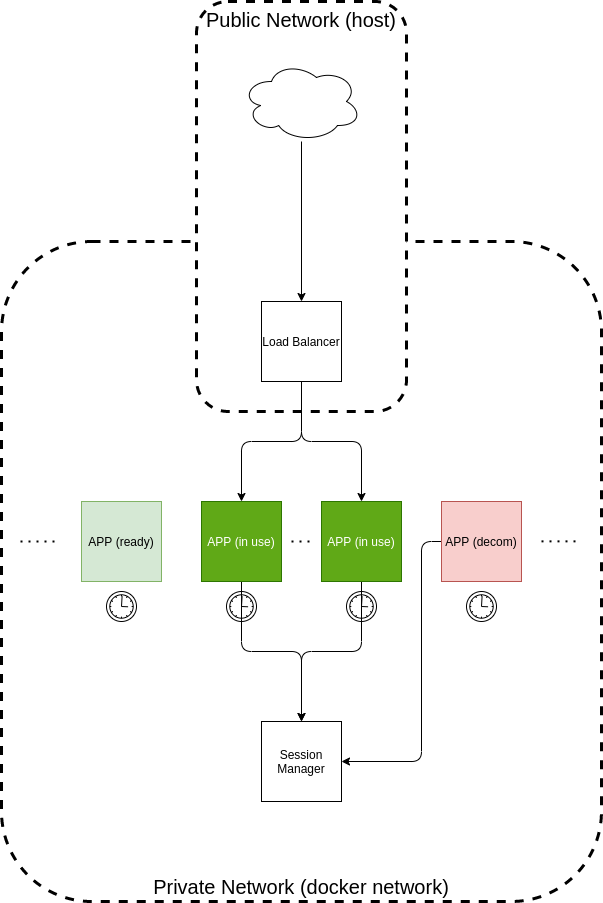 Public Network (host)
Load Balancer
APP (ready)
APP (in use)
APP (in use)
APP (decom)
Session
Manager
Private Network (docker network)